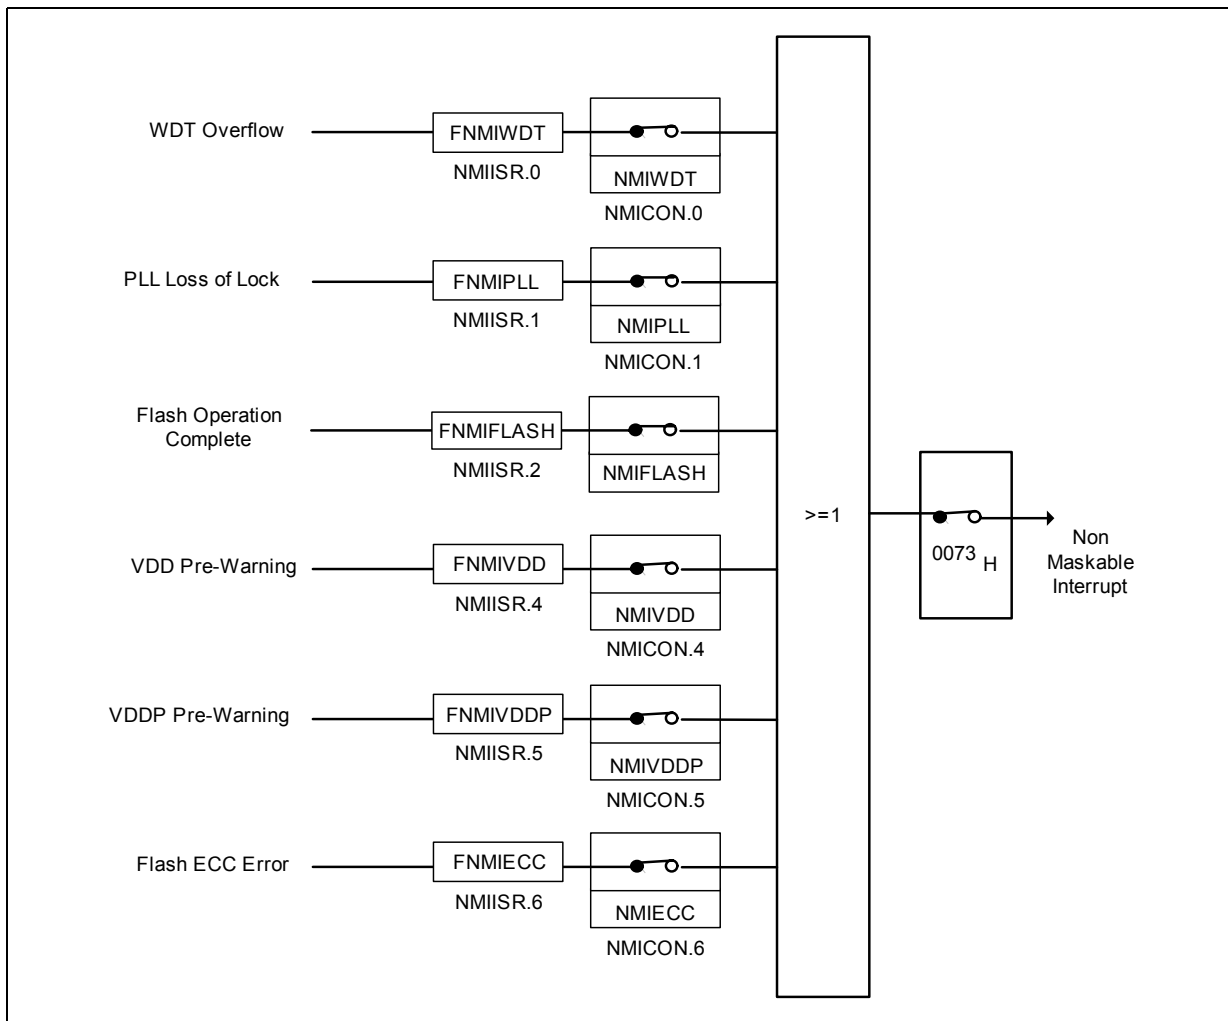 WDT Overflow
FNMIWDT
NMIISR.0
NMIWDT
NMICON.0
PLL Loss of Lock
FNMIPLL
NMIISR.1
NMIPLL
NMICON.1
Flash Operation
Complete
FNMIFLASH
NMIISR.2
NMIFLASH
VDD Pre-Warning
FNMIVDD
NMIISR.4
NMIVDD
NMICON.4
VDDP Pre-Warning
FNMIVDDP
NMIISR.5
NMIVDDP
NMICON.5
Flash ECC Error
FNMIECC
NMIISR.6
NMIECC
NMICON.6
>=1
0073 H
Non
Maskable
Interrupt